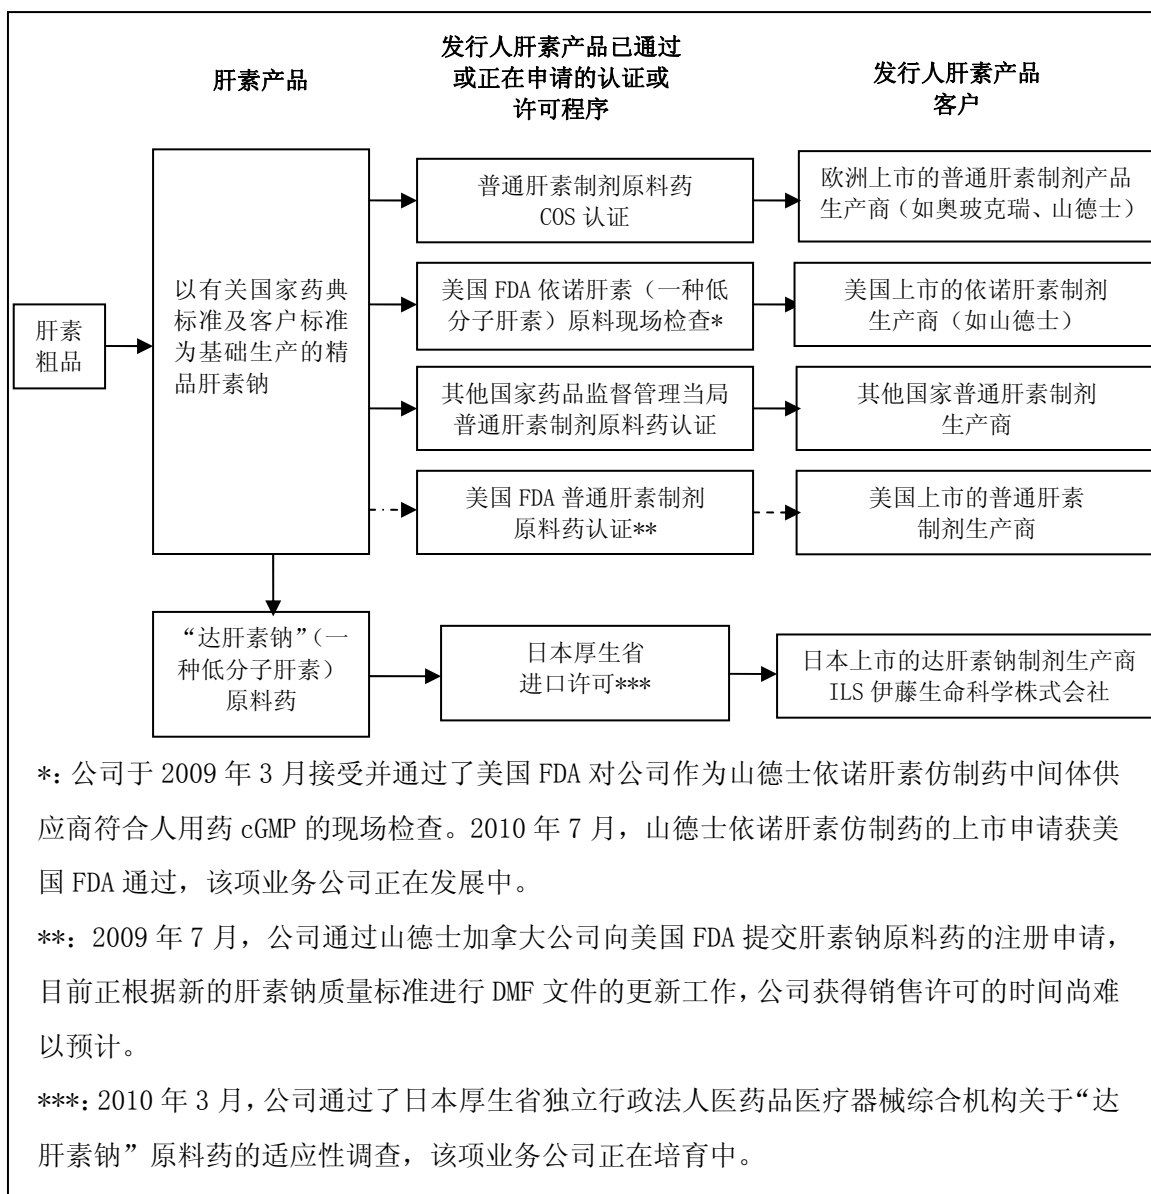 肝素产品
发行人肝素产品已通过
或正在申请的认证或
许可程序
发行人肝素产品
客户
肝素
粗品
以有关国家药典
标准及客户标准
为基础生产的精
品肝素钠
普通肝素制剂原料药
COS 认证
欧洲上市的普通肝素制剂产品
生产商（如奥玻克瑞、山德士）
美国 FDA 依诺肝素（一种低
分子肝素）原料现场检查*
美国上市的依诺肝素制剂
生产商（如山德士）
其他国家药品监督管理当局
普通肝素制剂原料药认证
其他国家普通肝素制剂
生产商
美国 FDA 普通肝素制剂
原料药认证**
美国上市的普通肝素
制剂生产商
“达肝素钠”（一
种低分子肝素）
原料药
日本厚生省
进口许可***
日本上市的达肝素钠制剂生产商
ILS 伊藤生命科学株式会社
*：公司于 2009 年 3 月接受并通过了美国 FDA 对公司作为山德士依诺肝素仿制药中间体供
应商符合人用药 cGMP 的现场检查。2010 年 7 月，山德士依诺肝素仿制药的上市申请获美
国 FDA 通过，该项业务公司正在发展中。
**：2009 年 7 月，公司通过山德士加拿大公司向美国 FDA 提交肝素钠原料药的注册申请，
目前正根据新的肝素钠质量标准进行 DMF 文件的更新工作，公司获得销售许可的时间尚难
以预计。
***：2010 年 3 月，公司通过了日本厚生省独立行政法人医药品医疗器械综合机构关于“达
肝素钠”原料药的适应性调查，该项业务公司正在培育中。